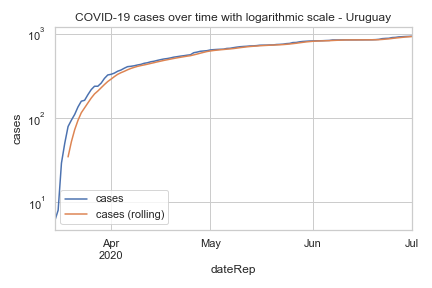 COVID-19 cases over time with logarithmic scale - Uruguay
10³
10²
10¹
cases
cases
cases (rolling)
Apr
2020
May
Jun
Jul
dateRep